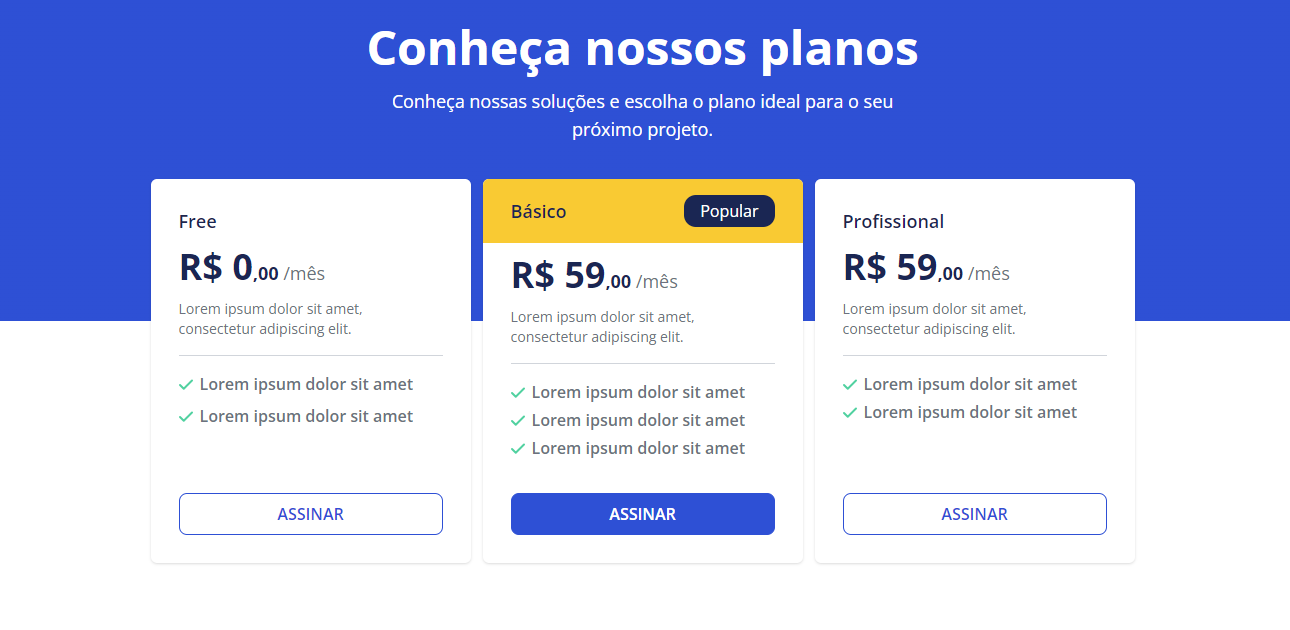 Conheça nossos planos
Conheça nossas soluções e escolha o plano ideal para o seu
próximo projeto.
Free
R$ 0,00 /mês
Lorem ipsum dolor sit amet,
consectetur adipiscing elit.
Lorem ipsum dolor sit amet
Lorem ipsum dolor sit amet
ASSINAR
Básico
Popular
R$ 59,00 /mês
Lorem ipsum dolor sit amet,
consectetur adipiscing elit.
Lorem ipsum dolor sit amet
Lorem ipsum dolor sit amet
Lorem ipsum dolor sit amet
ASSINAR
Profissional
R$ 59,00 /mês
Lorem ipsum dolor sit amet,
consectetur adipiscing elit.
Lorem ipsum dolor sit amet
Lorem ipsum dolor sit amet
ASSINAR